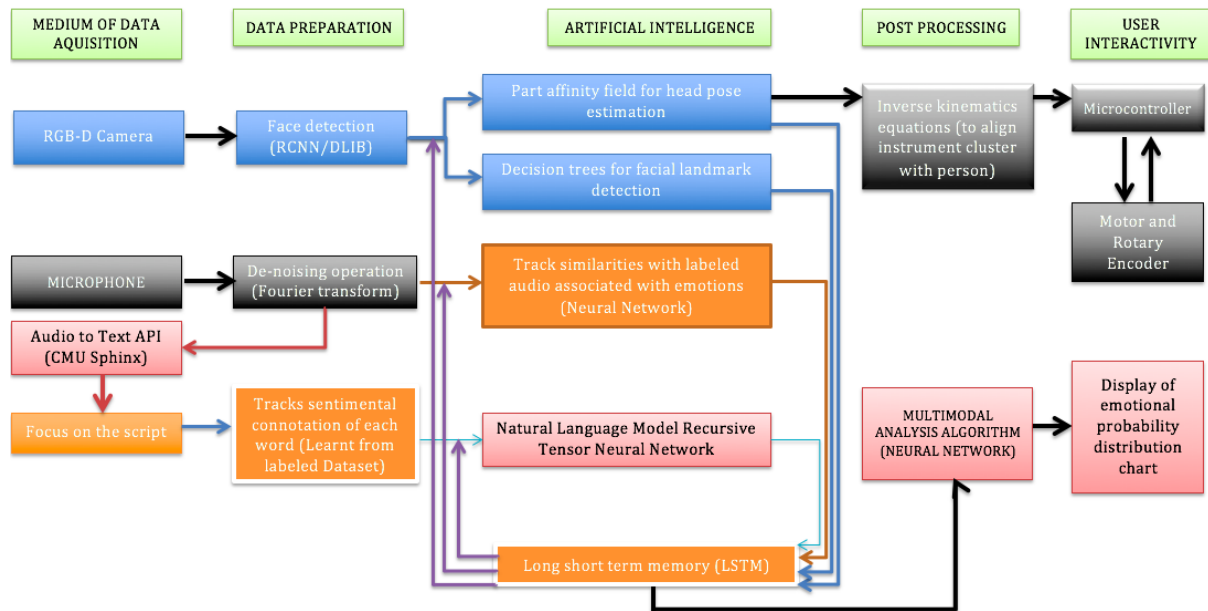 MEDIUM OF DATA
AQUISITION
DATA PREPARATION
ARTIFICIAL INTELLIGENCE
POST PROCESSING
USER
INTERACTIVITY
RGB-D Camera
Face detection
(RCNN/DLIB)
Part affinity field for head pose
estimation
Decision trees for facial landmark
detection
Inverse kinematics
equations (to align
instrument cluster
with person)
Microcontroller
Motor and
Rotary
Encoder
MICROPHONE
De-noising operation
(Fourier transform)
Track similarities with labeled
audio associated with emotions
(Neural Network)
Audio to Text API
(CMU Sphinx)
Focus on the script
Tracks sentimental
connotation of each
word (Learnt from
labeled Dataset)
Natural Language Model Recursive
Tensor Neural Network
MULTIMODAL
ANALYSIS ALGORITHM
(NEURAL NETWORK)
Display of
emotional
probability
distribution
chart
Long short term memory (LSTM)